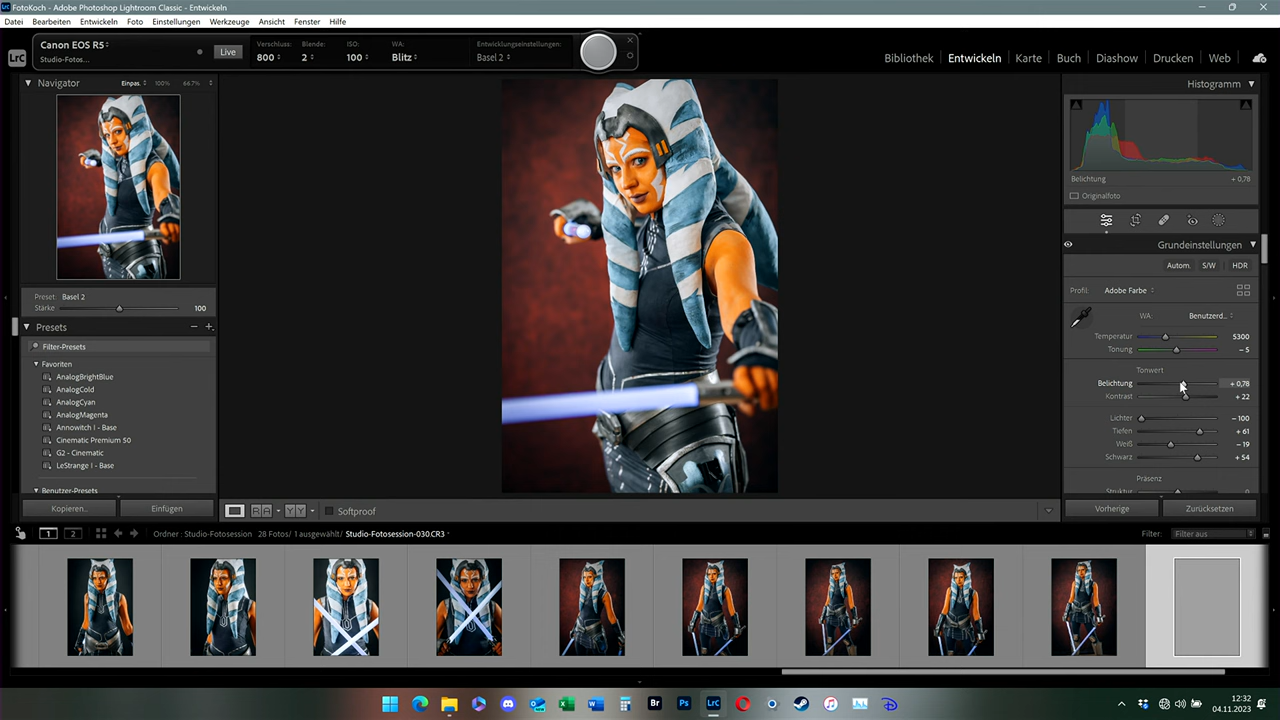 FotoKoch - Adobe Photoshop Lightroom Classic - Entwickeln
Datei Bearbeiten Entwickeln Foto Einstellungen Werkzeuge Ansicht Fenster Hilfe
LrC
Canon EOS R5
Studio-Fotos...
Live
Verschluss: Blende: ISO: WA: Entwicklungseinstellungen:
800 2 100 Blitz Basel 2
Bibliothek Entwickeln Karte Buch Diashow Drucken Web
Navigator Einpas. 100% 66.7%
Histogramm
Belichtung + 0,78
Originalfoto
Grundeinstellungen
Autom. S/W HDR
Profil: Adobe Farbe
WA: Benutzerd...
Temperatur 5300
Tonung – 5
Tonwert
Belichtung + 0,78
Kontrast + 22
Lichter – 100
Tiefen + 61
Weiß – 19
Schwarz + 54
Präsenz
Struktur 0
Vorherige Zurücksetzen
Preset: Basel 2
Stärke 100
Presets
Filter-Presets
Favoriten
AnalogBrightBlue
AnalogCold
AnalogCyan
AnalogMagenta
Annowitch I - Base
Cinematic Premium 50
G2 - Cinematic
LeStrange I - Base
Benutzer-Presets
Kopieren... Einfügen
R A Y Y Softproof
1 2 Ordner : Studio-Fotosession 28 Fotos/ 1 ausgewählt/ Studio-Fotosession-030.CR3
Filter: Filter aus
Br Ps LrC
12:32
04.11.2023